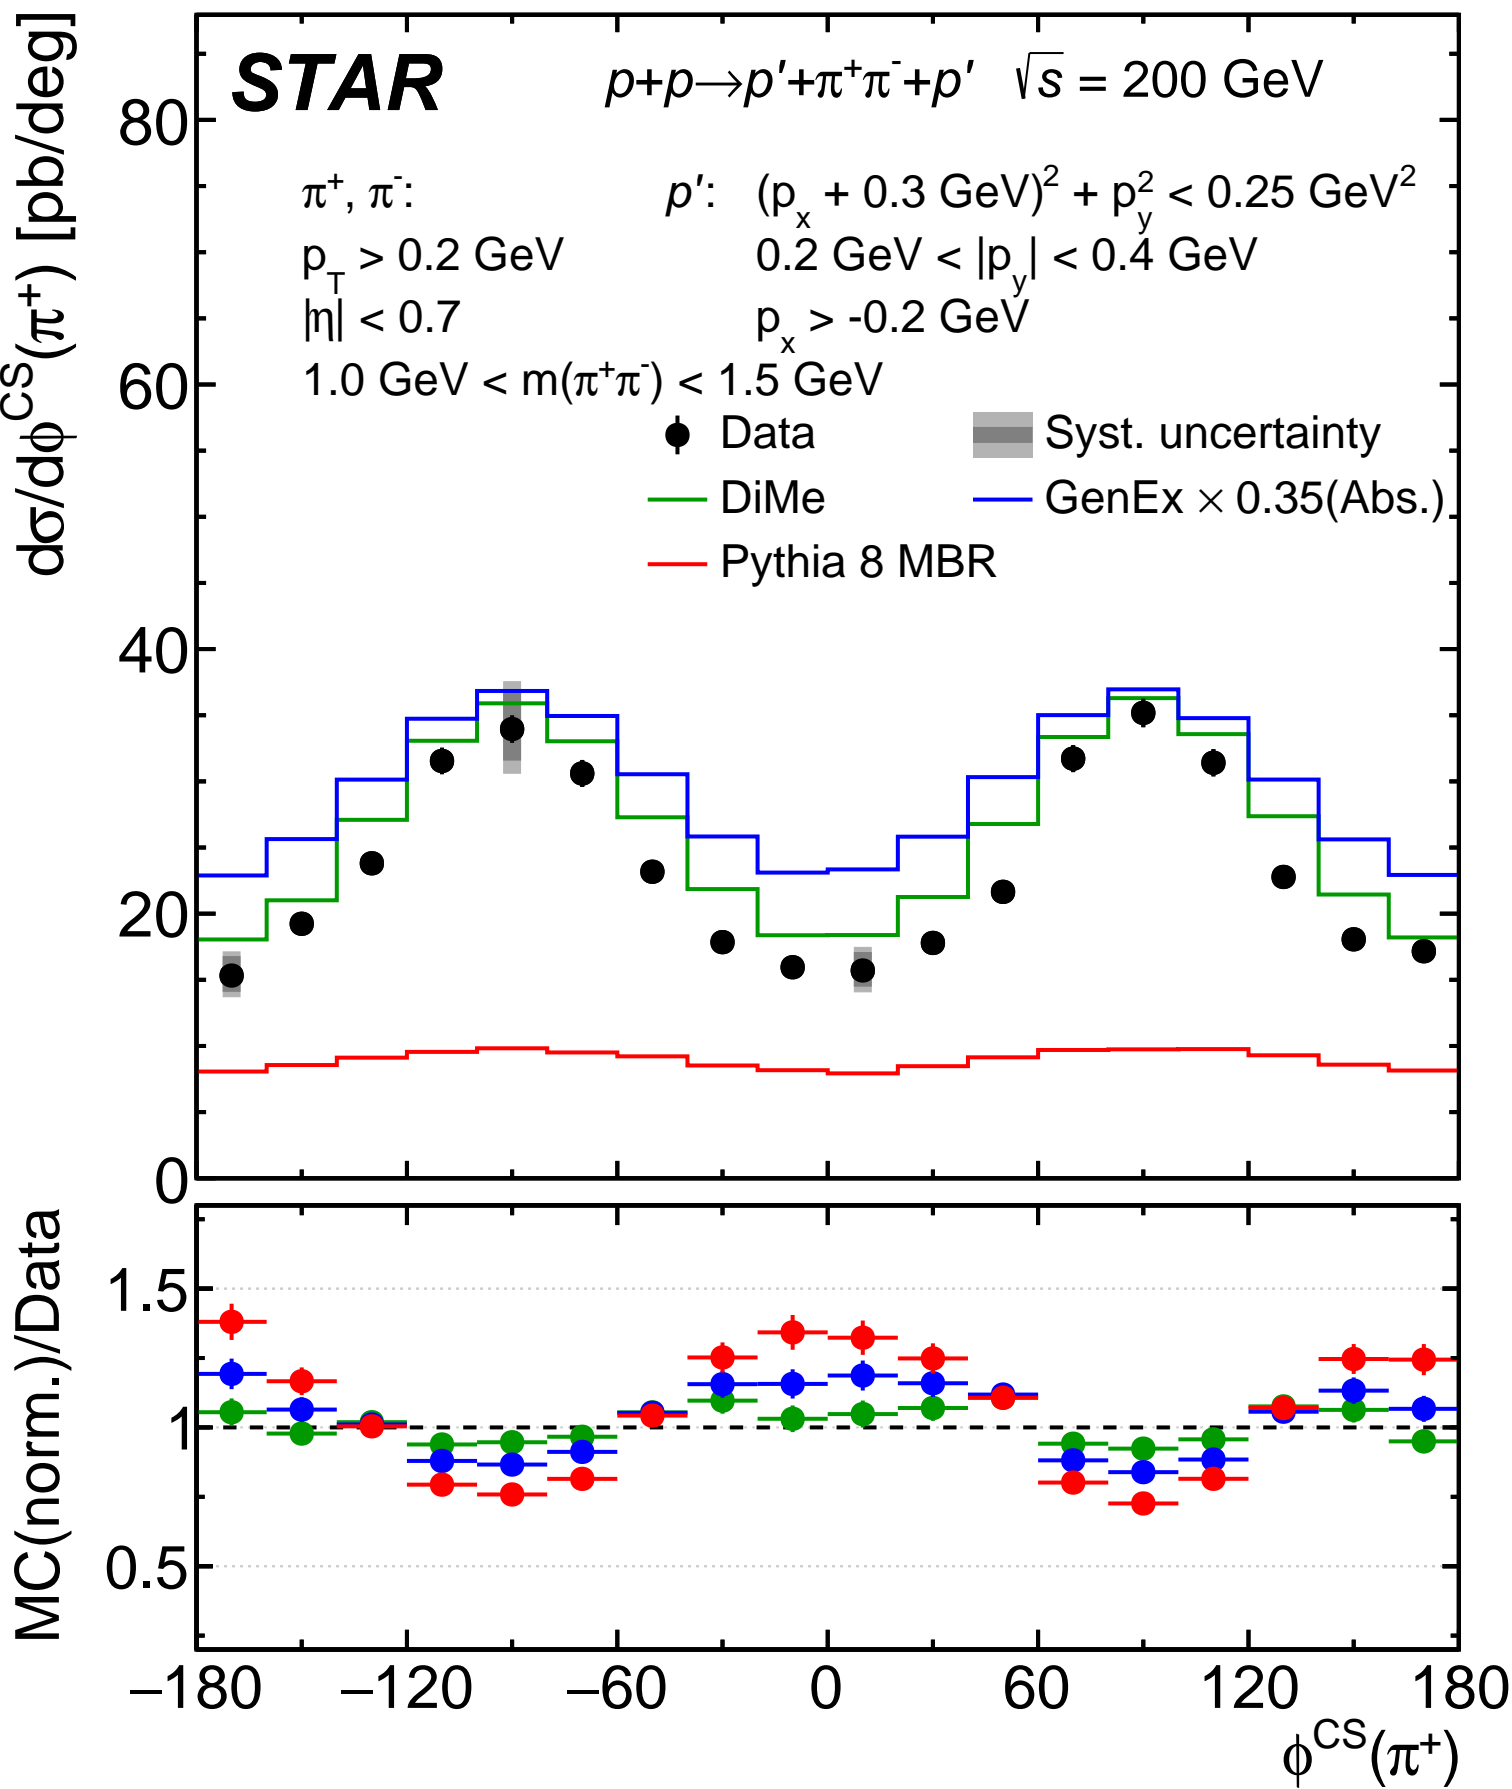 dσ/dϕ^CS(π⁺) [pb/deg]
80
60
40
20
0
STAR p+p→p′+π⁺π⁻+p′ √s = 200 GeV
π⁺, π⁻: p′: (p_x + 0.3 GeV)² + p_y² < 0.25 GeV²
p_T > 0.2 GeV 0.2 GeV < |p_y| < 0.4 GeV
|η| < 0.7 p_x > -0.2 GeV
1.0 GeV < m(π⁺π⁻) < 1.5 GeV
Data Syst. uncertainty
DiMe GenEx × 0.35(Abs.)
Pythia 8 MBR
MC(norm.)/Data
1.5
1
0.5
−180 −120 −60 0 60 120 180
ϕ^CS(π⁺)